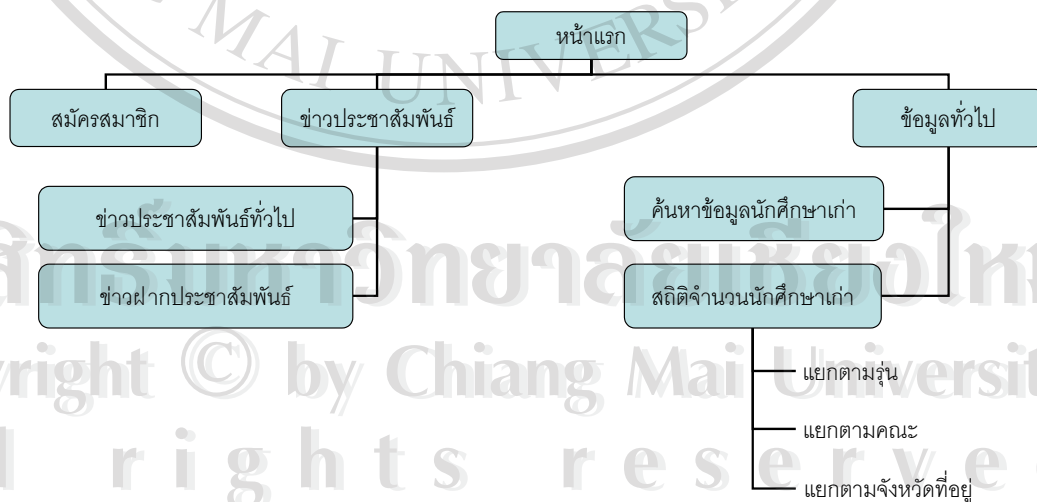 หน้าแรก
สมัครสมาชิก
ข่าวประชาสัมพันธ์
ข้อมูลทั่วไป
ข่าวประชาสัมพันธ์ทั่วไป
ค้นหาข้อมูลนักศึกษาเก่า
ข่าวฝากประชาสัมพันธ์
สถิติจำนวนนักศึกษาเก่า
แยกตามรุ่น
แยกตามคณะ
แยกตามจังหวัดที่อยู่
MAI UNIVERS
by Chiang Mai
rights